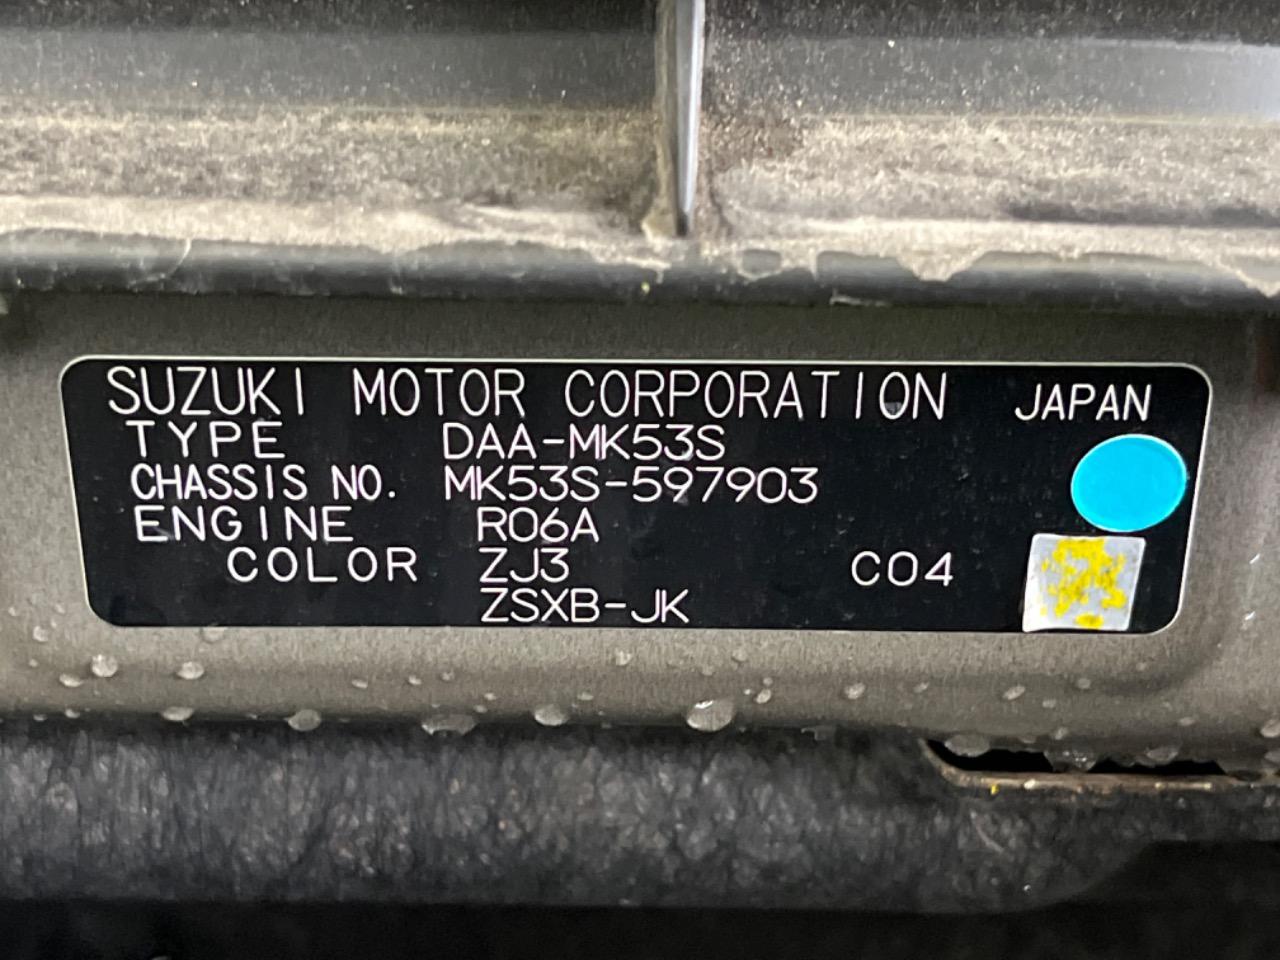 SUZUKI MOTOR CORPORATION JAPAN
TYPE DAA-MK53S
CHASSIS NO. MK53S-597903
ENGINE R06A
COLOR ZJ3 C04
ZSXB-JK